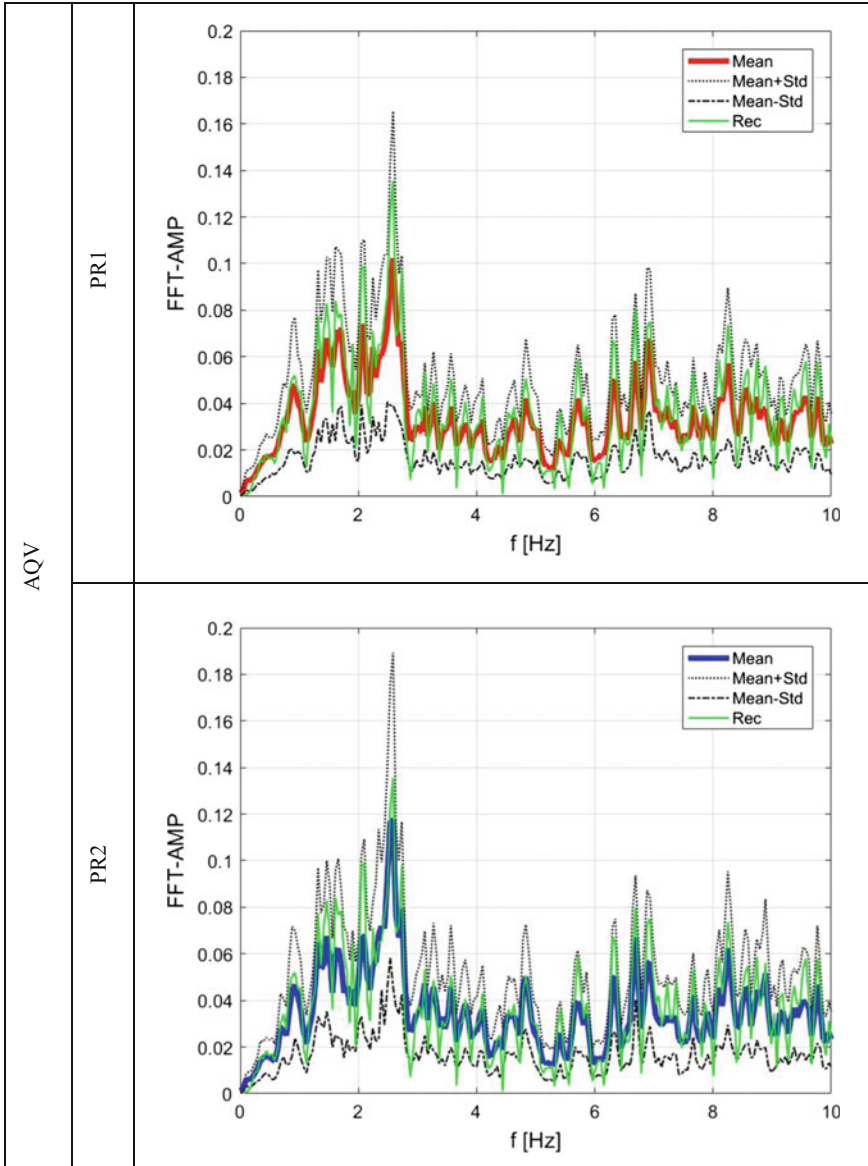 AQV
PR1
0.2
0.18
0.16
0.14
0.12
0.1
0.08
0.06
0.04
0.02
0
FFT-AMP
Mean
Mean+Std
Mean-Std
Rec
0 2 4 6 8 10
f [Hz]
PR2
0.2
0.18
0.16
0.14
0.12
0.1
0.08
0.06
0.04
0.02
0
FFT-AMP
Mean
Mean+Std
Mean-Std
Rec
0 2 4 6 8 10
f [Hz]